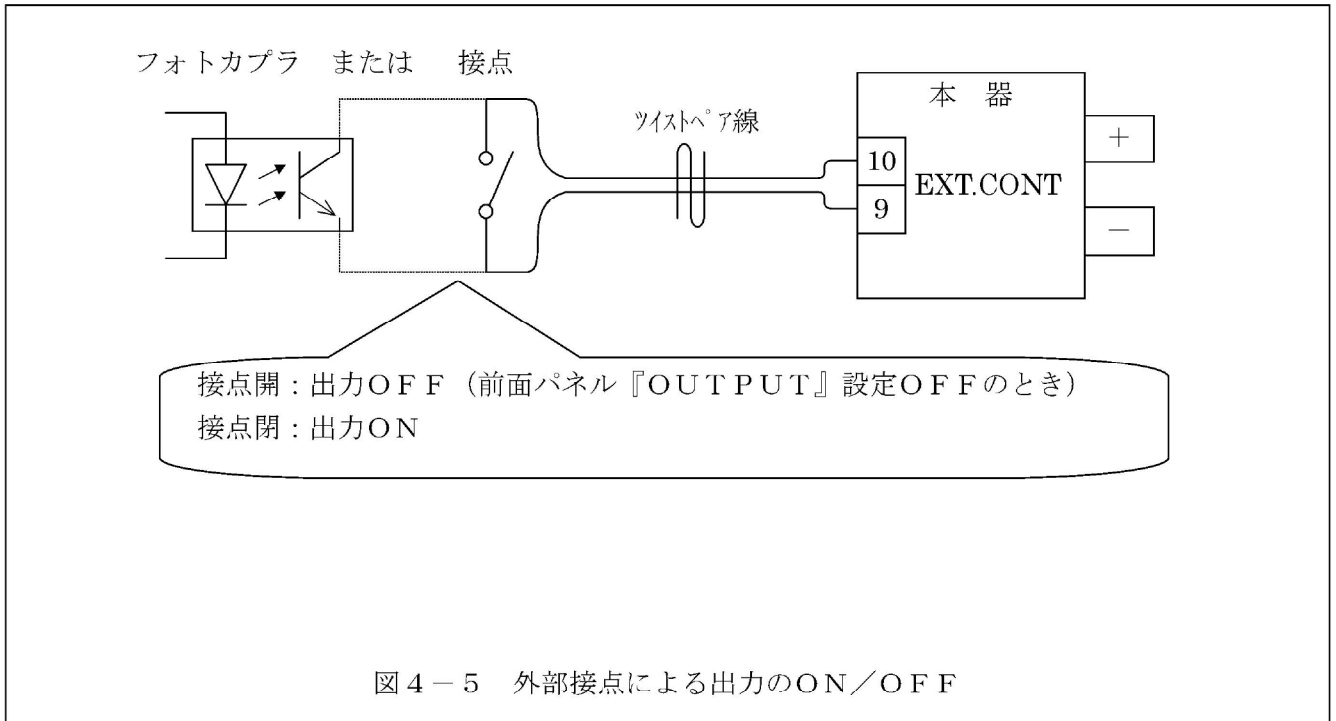 フォトカプラ または 接点
ツイストペア線
本 器
10
EXT.CONT
9
+
-
接点開:出力OFF(前面パネル『OUTPUT』設定OFFのとき)
接点閉:出力ON
図4-5 外部接点による出力のON/OFF